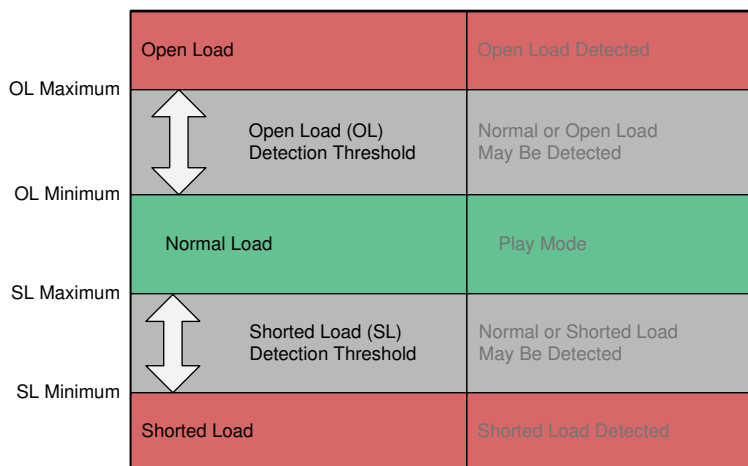 Open Load
Open Load Detected
OL Maximum
Open Load (OL)
Detection Threshold
Normal or Open Load
May Be Detected
OL Minimum
Normal Load
Play Mode
SL Maximum
Shorted Load (SL)
Detection Threshold
Normal or Shorted Load
May Be Detected
SL Minimum
Shorted Load
Shorted Load Detected